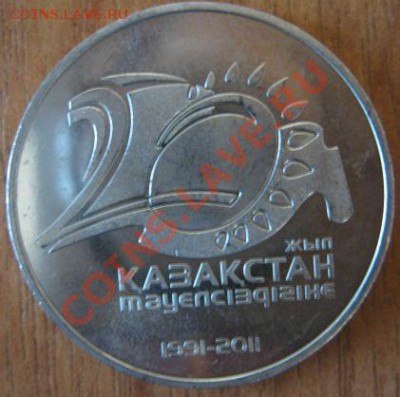 COINS.LAVE.RU
20
ЖЫЛ
ҚАЗАҚСТАН
тәуелсіздігіне
1991-2011
COINS.LAVE.RU